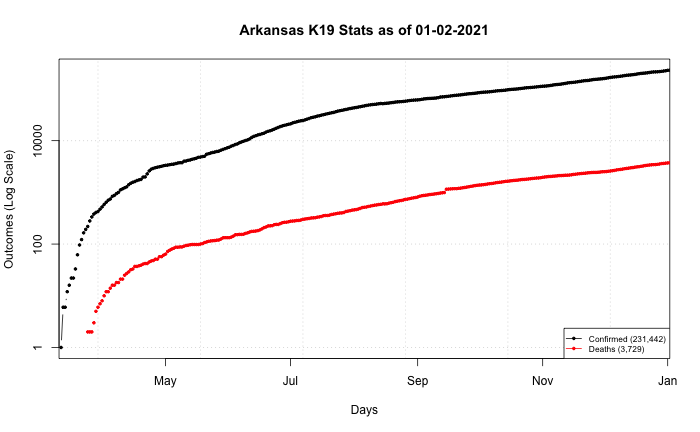 Arkansas K19 Stats as of 01-02-2021
Outcomes (Log Scale)
10000
100
1
Confirmed (231,442)
Deaths (3,729)
May Jul Sep Nov Jan
Days